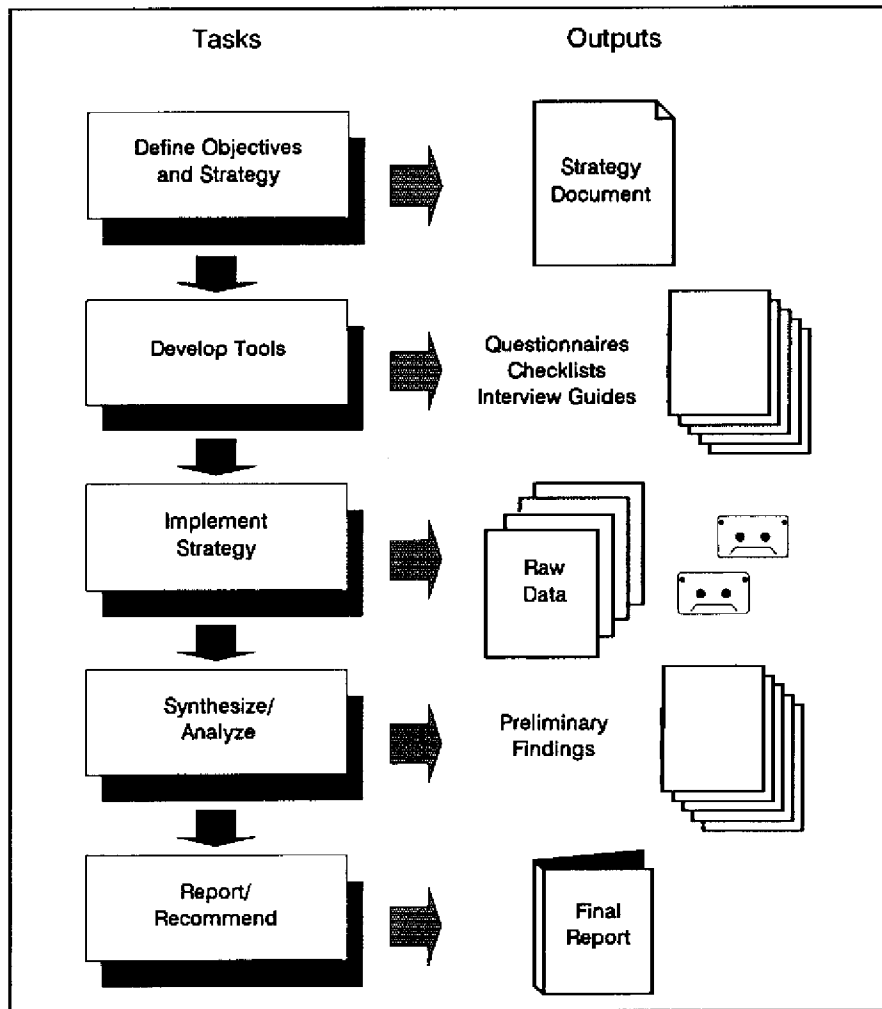 Tasks
Outputs
Define Objectives
and Strategy
Strategy
Document
Develop Tools
Questionnaires
Checklists
Interview Guides
Implement
Strategy
Raw
Data
Synthesize/
Analyze
Preliminary
Findings
Report/
Recommend
Final
Report